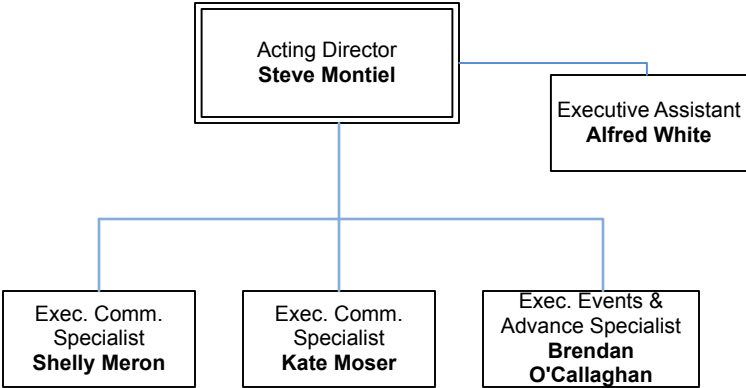 Acting Director
Steve Montiel
Executive Assistant
Alfred White
Exec. Comm.
Specialist
Shelly Meron
Exec. Comm.
Specialist
Kate Moser
Exec. Events &
Advance Specialist
Brendan
O'Callaghan